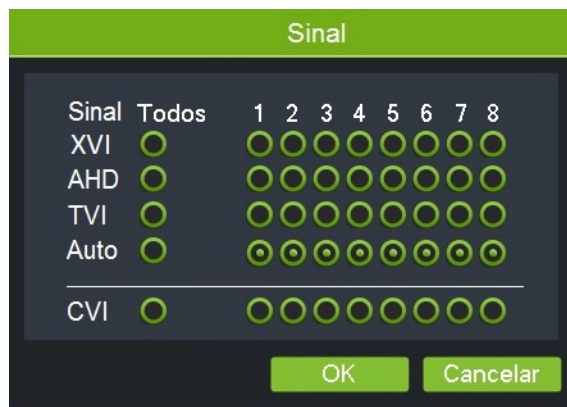 Sinal
Sinal Todos 1 2 3 4 5 6 7 8
XVI
AHD
TVI
Auto
CVI
OK Cancelar